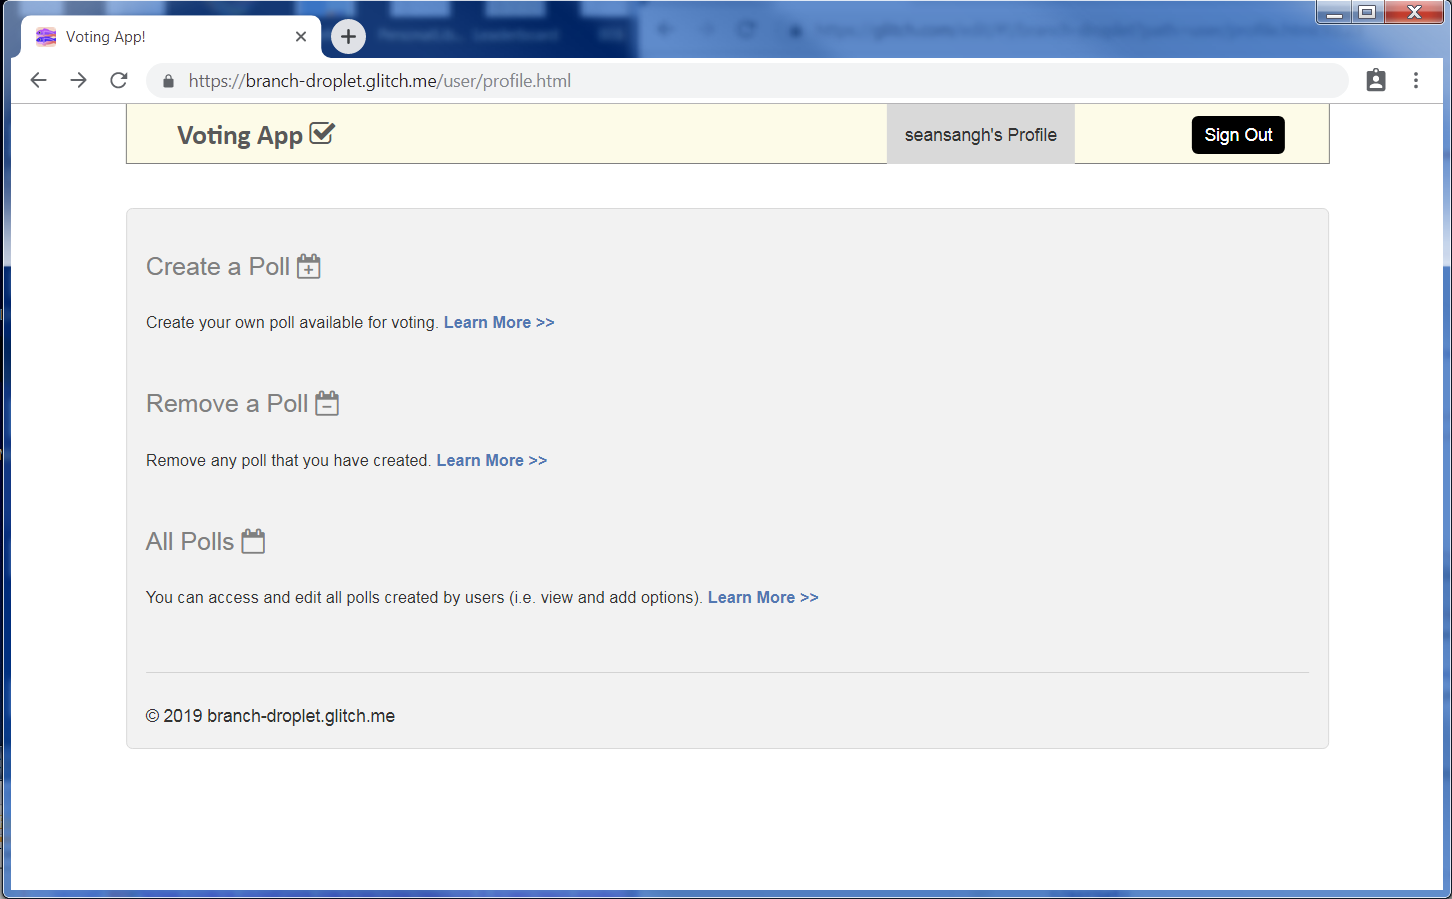 Voting App!
https://branch-droplet.glitch.me/user/profile.html
Voting App
seansangh's Profile
Sign Out
Create a Poll
Create your own poll available for voting. Learn More >>
Remove a Poll
Remove any poll that you have created. Learn More >>
All Polls
You can access and edit all polls created by users (i.e. view and add options). Learn More >>
© 2019 branch-droplet.glitch.me